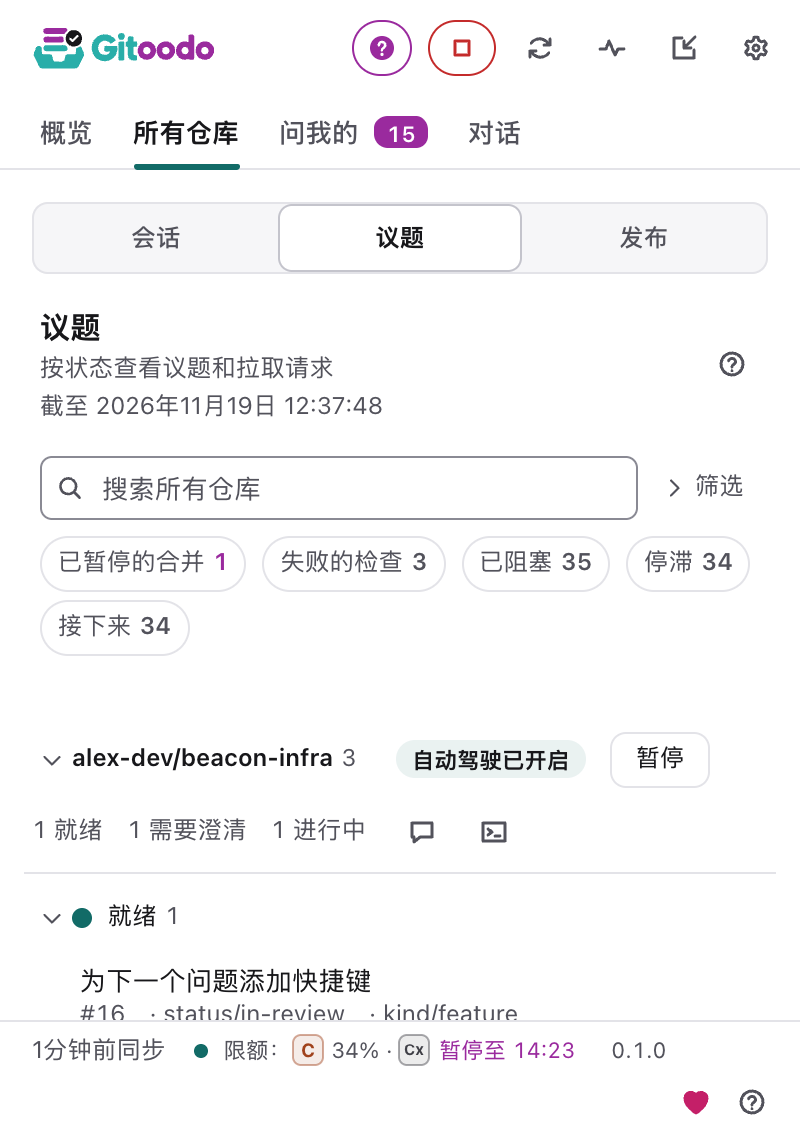 Gitoodo
概览 所有仓库 问我的 15 对话
会话 议题 发布
议题
按状态查看议题和拉取请求
截至 2026年11月19日 12:37:48
搜索所有仓库 筛选
已暂停的合并 1 失败的检查 3 已阻塞 35 停滞 34
接下来 34
alex-dev/beacon-infra 3 自动驾驶已开启 暂停
1 就绪 1 需要澄清 1 进行中
就绪 1
为下一个问题添加快捷键
#16 · status/in-review · kind/feature
1分钟前同步 限额: C 34% · Cx 暂停至 14:23 0.1.0